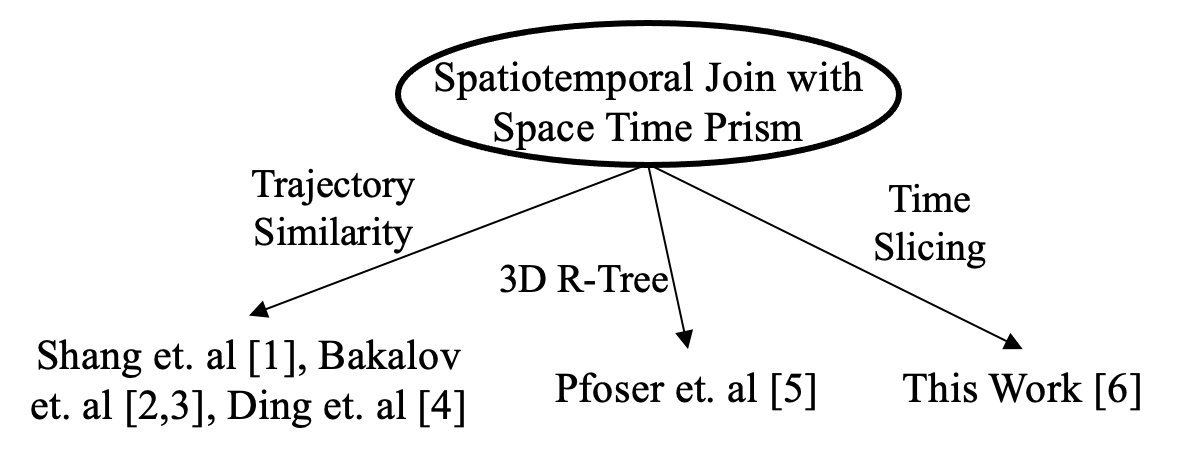 Spatiotemporal Join with
Space Time Prism
Trajectory
Similarity
3D R-Tree
Time
Slicing
Shang et. al [1], Bakalov
et. al [2,3], Ding et. al [4]
Pfoser et. al [5]
This Work [6]